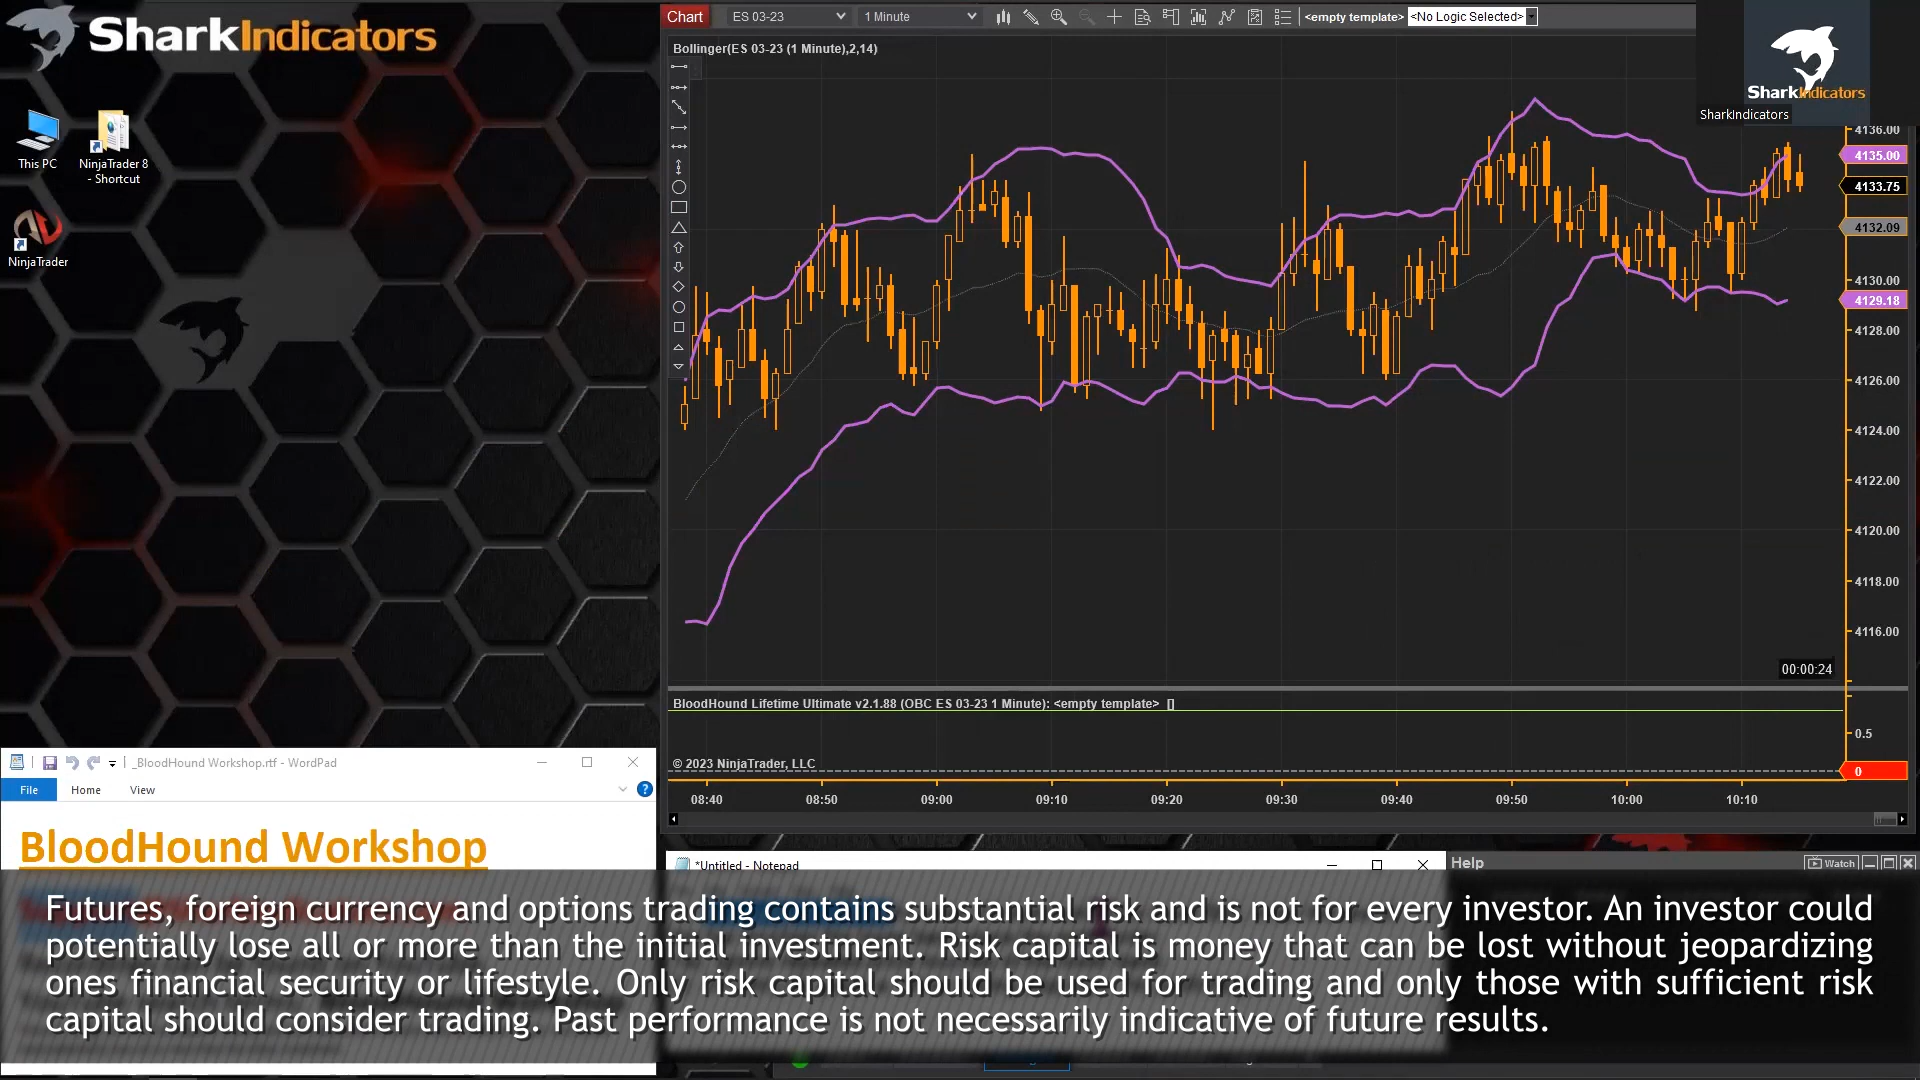 SharkIndicators
This PC
NinjaTrader 8
- Shortcut
NinjaTrader
Chart
ES 03-23
1 Minute
<empty template>
<No Logic Selected>
Bollinger(ES 03-23 (1 Minute),2,14)
SharkIndicators
SharkIndicators
4136.00
4135.00
4133.75
4132.09
4130.00
4129.18
4128.00
4126.00
4124.00
4122.00
4120.00
4118.00
4116.00
00:00:24
BloodHound Lifetime Ultimate v2.1.88 (OBC ES 03-23 1 Minute): <empty template> []
0.5
© 2023 NinjaTrader, LLC
0
08:40 08:50 09:00 09:10 09:20 09:30 09:40 09:50 10:00 10:10
_BloodHound Workshop.rtf - WordPad
File Home View
BloodHound Workshop
*Untitled - Notepad
Help
Watch
Futures, foreign currency and options trading contains substantial risk and is not for every investor. An investor could
potentially lose all or more than the initial investment. Risk capital is money that can be lost without jeopardizing
ones financial security or lifestyle. Only risk capital should be used for trading and only those with sufficient risk
capital should consider trading. Past performance is not necessarily indicative of future results.